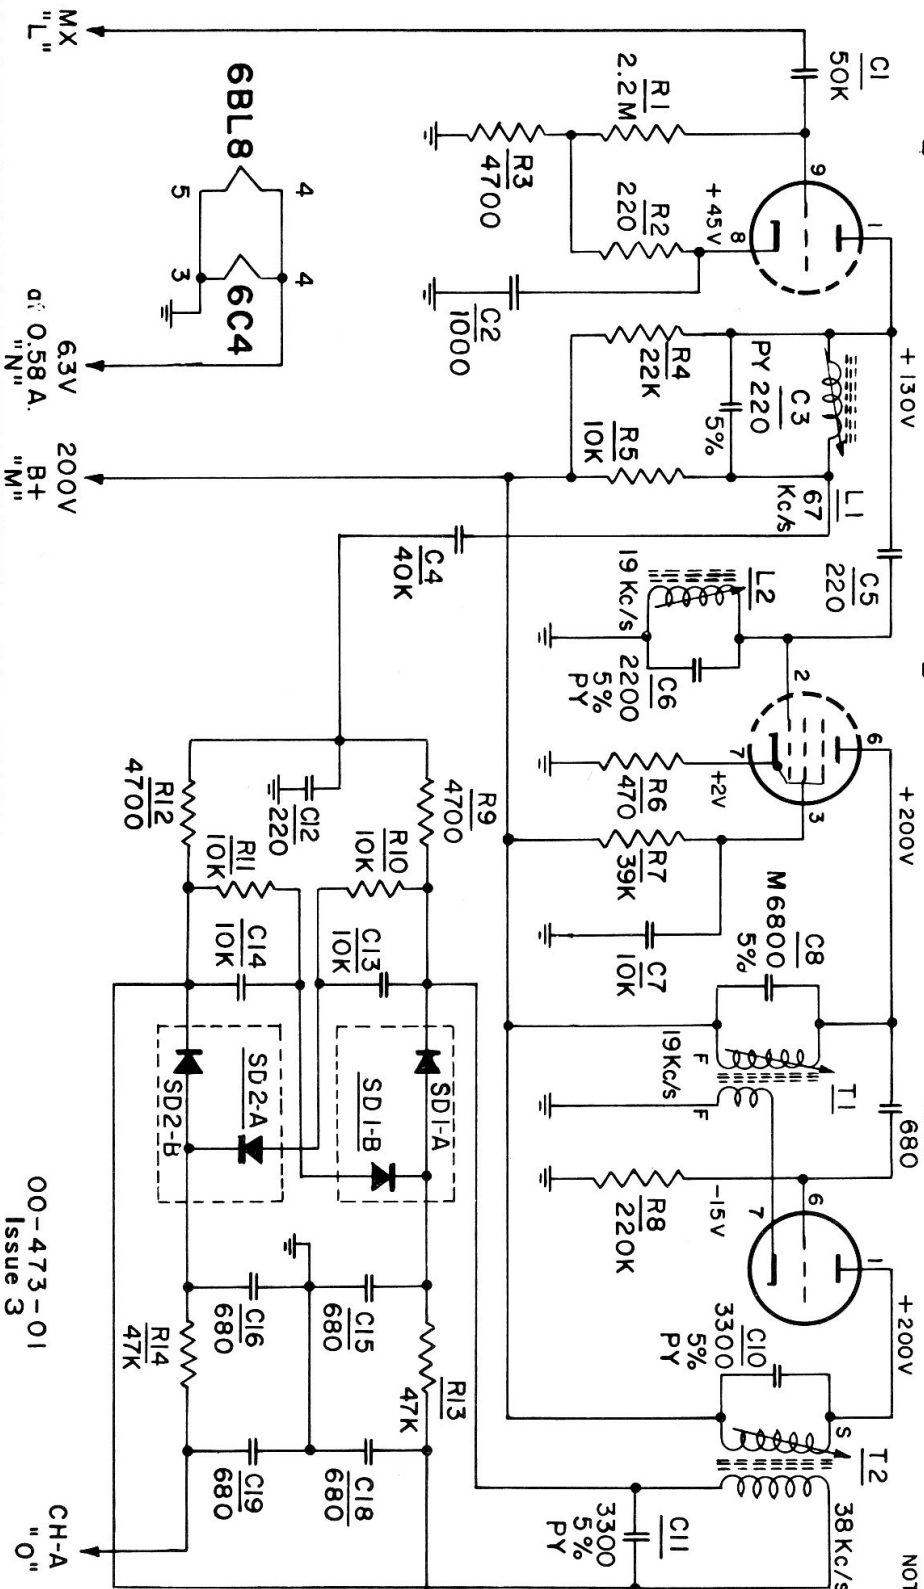 MX
"L"
C1
50K
R1
2.2M
R3
4700
R2
220
+45V
9
8
1
C2
1000
6BL8
5
4
3
4
6C4
6.3V
at 0.58 A.
"N"
200V
B+
"M"
+130V
R4
22K
C3
PY 220
5%
R5
10K
L1
67
Kc/s
C4
40K
C5
220
L2
19 Kc/s
C6
2200
5%
PY
2
6
7
3
R6
470
+2V
R7
39K
C7
10K
+200V
C8
M6800
5%
T1
19Kc/s
F
F
680
R8
220K
-15V
6
7
1
+200V
C10
3300
5%
PY
S
T2
38Kc/s
C11
3300
5%
PY
NOT
R9
4700
R12
4700
C12
220
R10
10K
R11
10K
C13
10K
C14
10K
SD1-A
SD1-B
SD2-A
SD2-B
C15
680
C16
680
R13
47K
R14
47K
C18
680
C19
680
CH-A
"O"
00-473-01
Issue 3